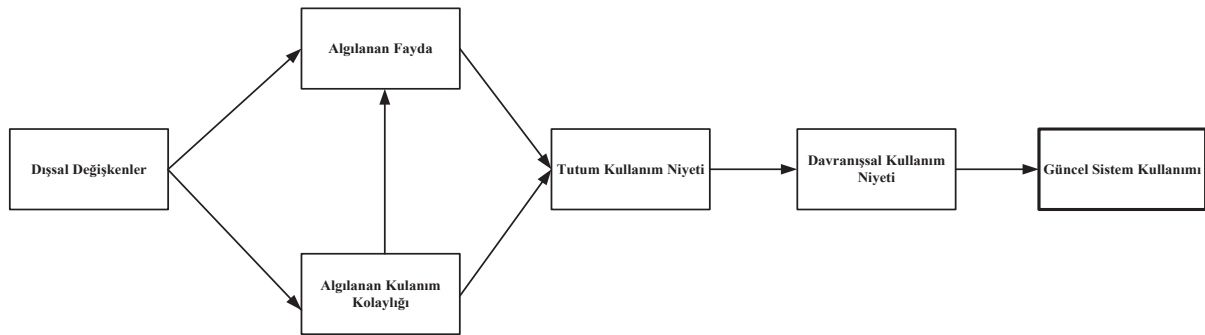 Algılanan Fayda
Dışsal Değişkenler
Tutum Kullanım Niyeti
Davranışsal Kullanım
Niyeti
Güncel Sistem Kullanımı
Algılanan Kulanım
Kolaylığı